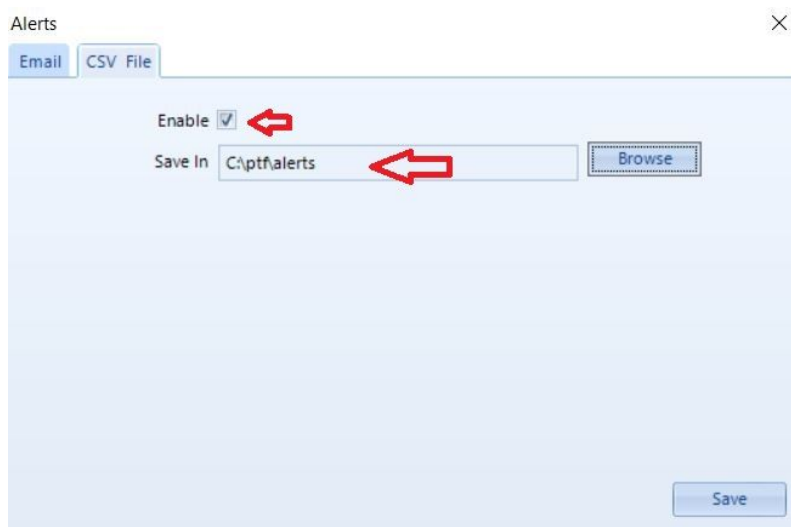 Alerts
Email CSV File
Enable
Save In C:\ptf\alerts Browse
Save